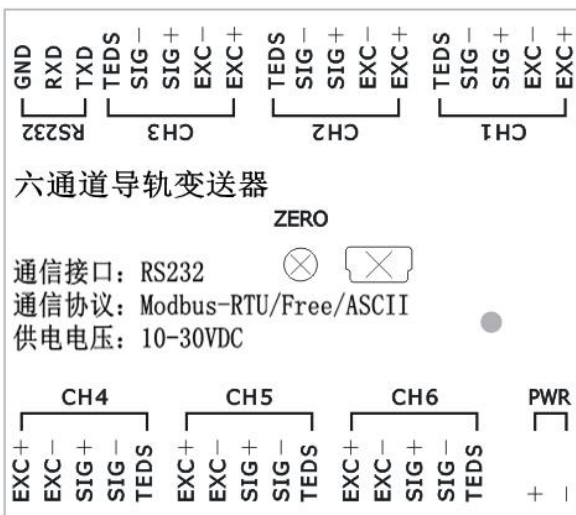 GND RXD TXD TEDS SIG− SIG+ EXC− EXC+ TEDS SIG− SIG+ EXC− EXC+ TEDS SIG− SIG+ EXC− EXC+
RS232 CH3 CH2 CH1
六通道导轨变送器
ZERO
通信接口: RS232
通信协议: Modbus-RTU/Free/ASCII
供电电压: 10-30VDC
CH4 CH5 CH6 PWR
EXC+ EXC− SIG+ SIG− TEDS EXC+ EXC− SIG+ SIG− TEDS EXC+ EXC− SIG+ SIG− TEDS + −